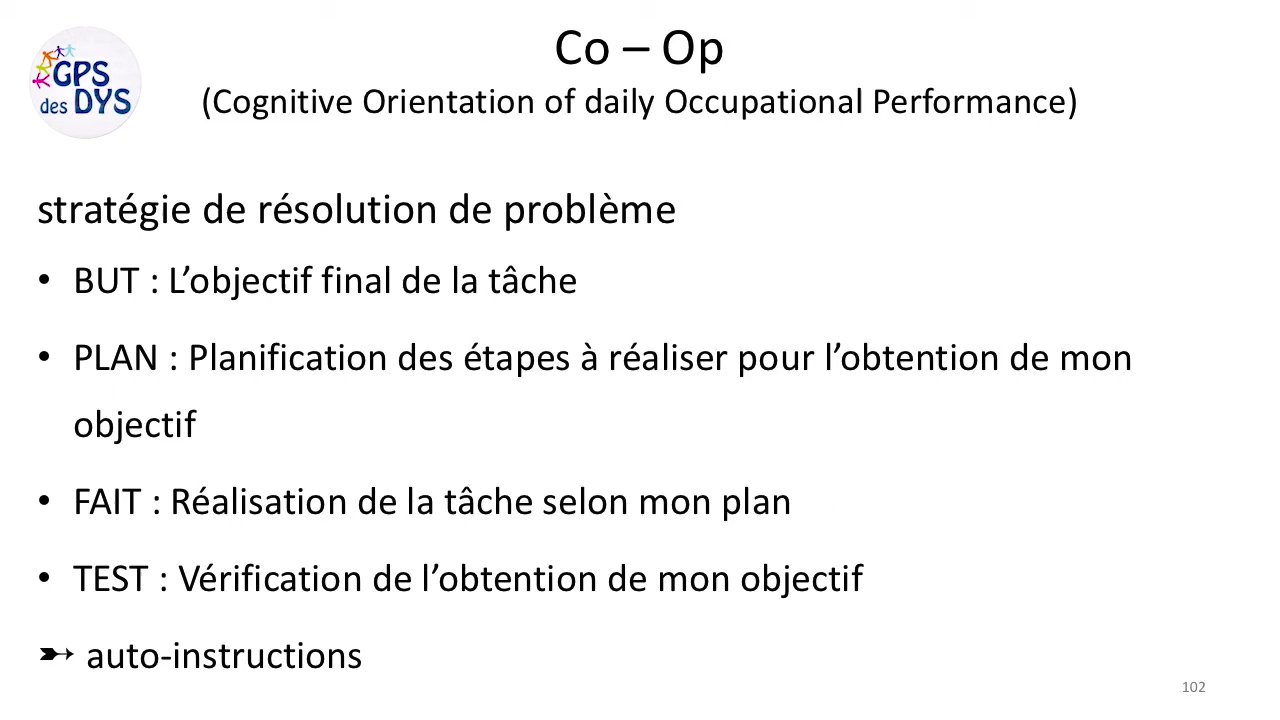 GPS
des DYS
Co – Op
(Cognitive Orientation of daily Occupational Performance)
stratégie de résolution de problème
• BUT : L’objectif final de la tâche
• PLAN : Planification des étapes à réaliser pour l’obtention de mon
objectif
• FAIT : Réalisation de la tâche selon mon plan
• TEST : Vérification de l’obtention de mon objectif
➵ auto-instructions
102